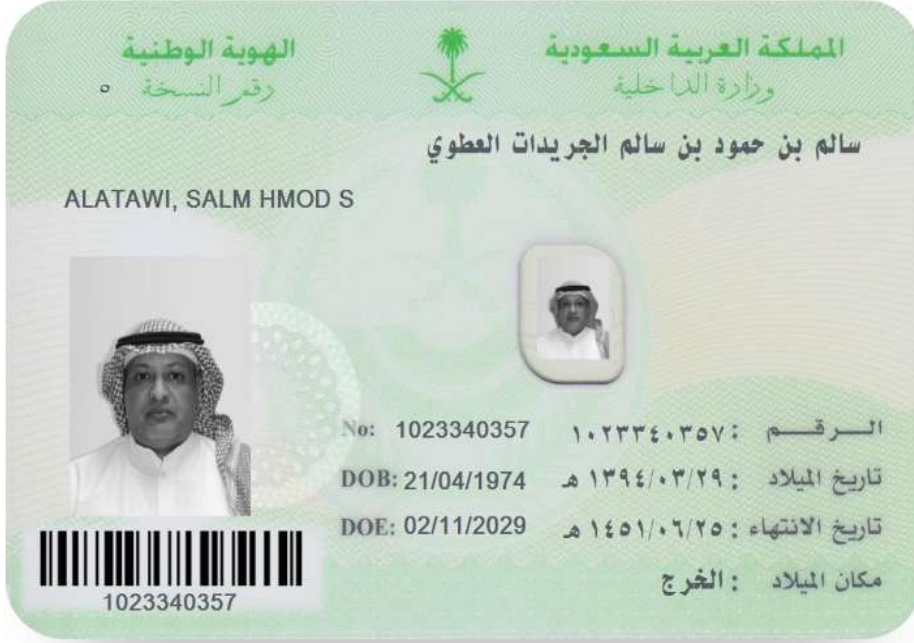 المملكة العربية السعودية
وزارة الداخلية
الهوية الوطنية
رقم النسخة ٥
سالم بن حمود بن سالم الجريدات العطوي
ALATAWI, SALM HMOD S
الـرقـــم : ١٠٢٣٣٤٠٣٥٧ No: 1023340357
تاريخ الميلاد : ١٣٩٤/٠٣/٢٩ هـ DOB: 21/04/1974
تاريخ الانتهاء : ١٤٥١/٠٦/٢٥ هـ DOE: 02/11/2029
مكان الميلاد : الخرج
1023340357